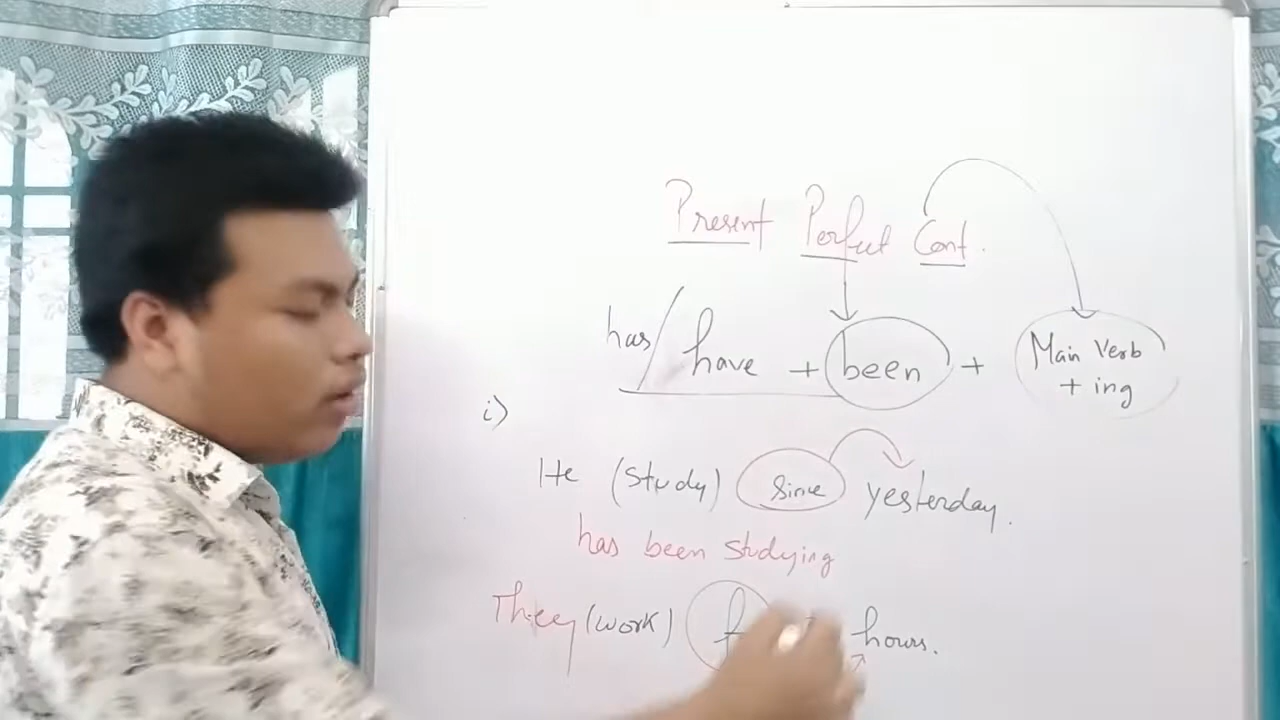 Present Perfect Cont.
has/ have + been + Main Verb + ing
i)
He (Study) since yesterday.
has been studying
They (work) hours.